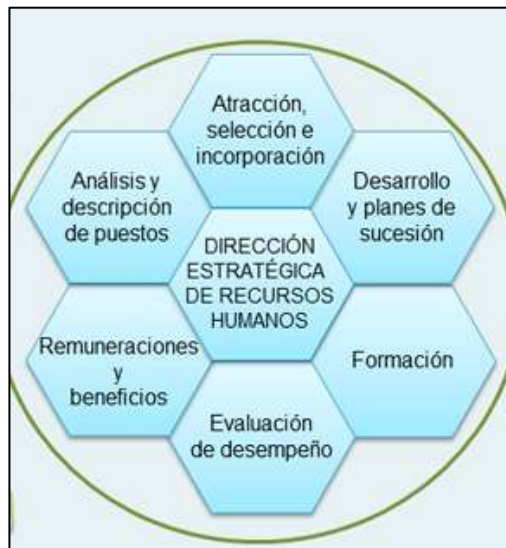 Atracción,
selección e
incorporación
Análisis y
descripción
de puestos
Desarrollo
y planes de
sucesión
DIRECCIÓN
ESTRATÉGICA
DE RECURSOS
HUMANOS
Remuneraciones
y
beneficios
Formación
Evaluación
de desempeño